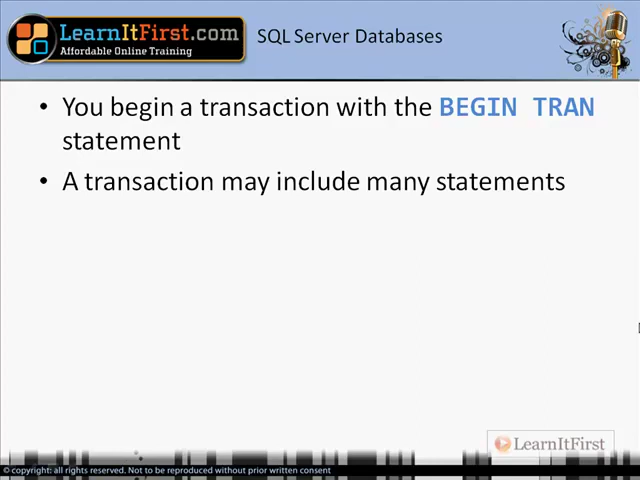 LearnItFirst.com
Affordable Online Training
SQL Server Databases
• You begin a transaction with the BEGIN TRAN
statement
• A transaction may include many statements
LearnItFirst
© copyright: all rights reserved. Not to be reproduced without prior written consent